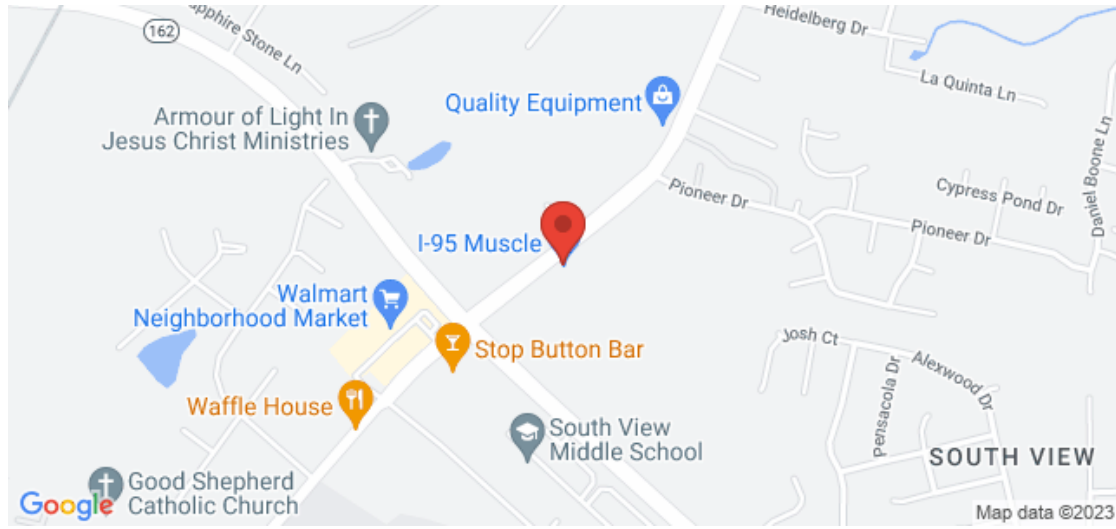 162
apphire Stone Ln
Heidelberg Dr
La Quinta Ln
Quality Equipment
Armour of Light In
Jesus Christ Ministries
Daniel Boone Ln
Pioneer Dr
Cypress Pond Dr
Pioneer Dr
I-95 Muscle
Walmart
Neighborhood Market
Stop Button Bar
Josh Ct
Alexwood Dr
Pensacola Dr
Waffle House
South View
Middle School
SOUTH VIEW
Good Shepherd
Catholic Church
Google
Map data ©2023